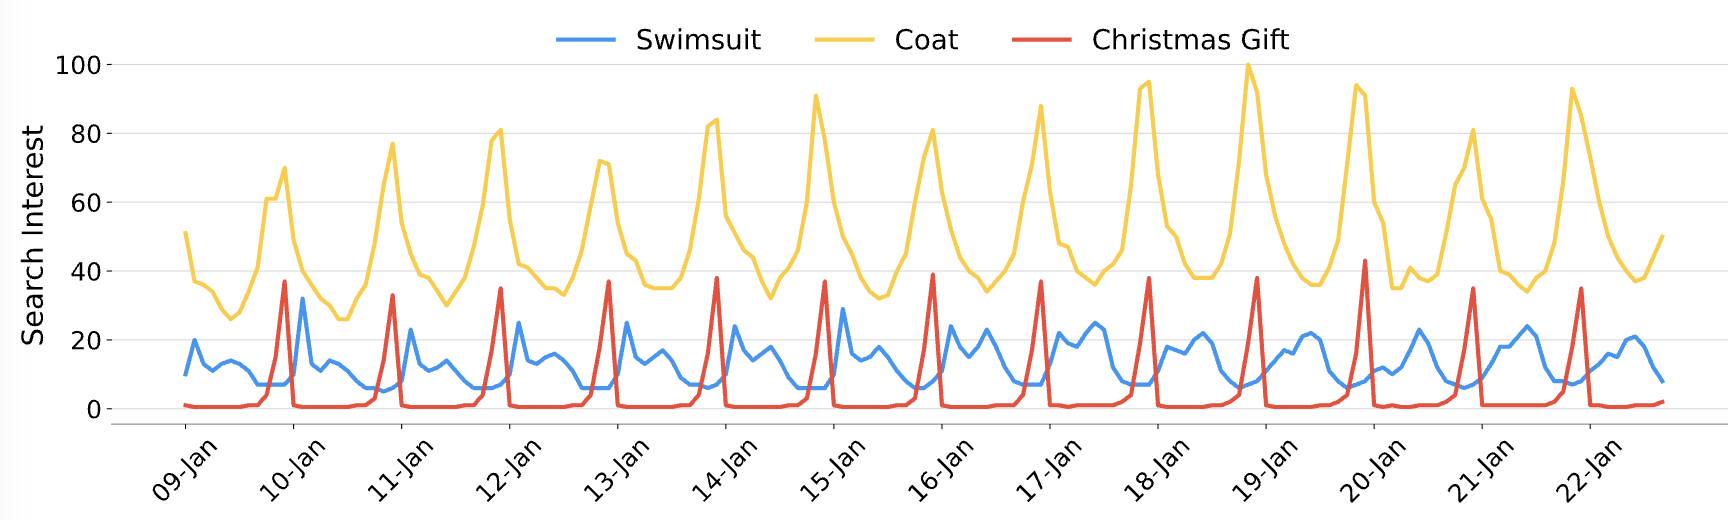 Swimsuit Coat Christmas Gift
Search Interest
100
80
60
40
20
0
09-Jan 10-Jan 11-Jan 12-Jan 13-Jan 14-Jan 15-Jan 16-Jan 17-Jan 18-Jan 19-Jan 20-Jan 21-Jan 22-Jan